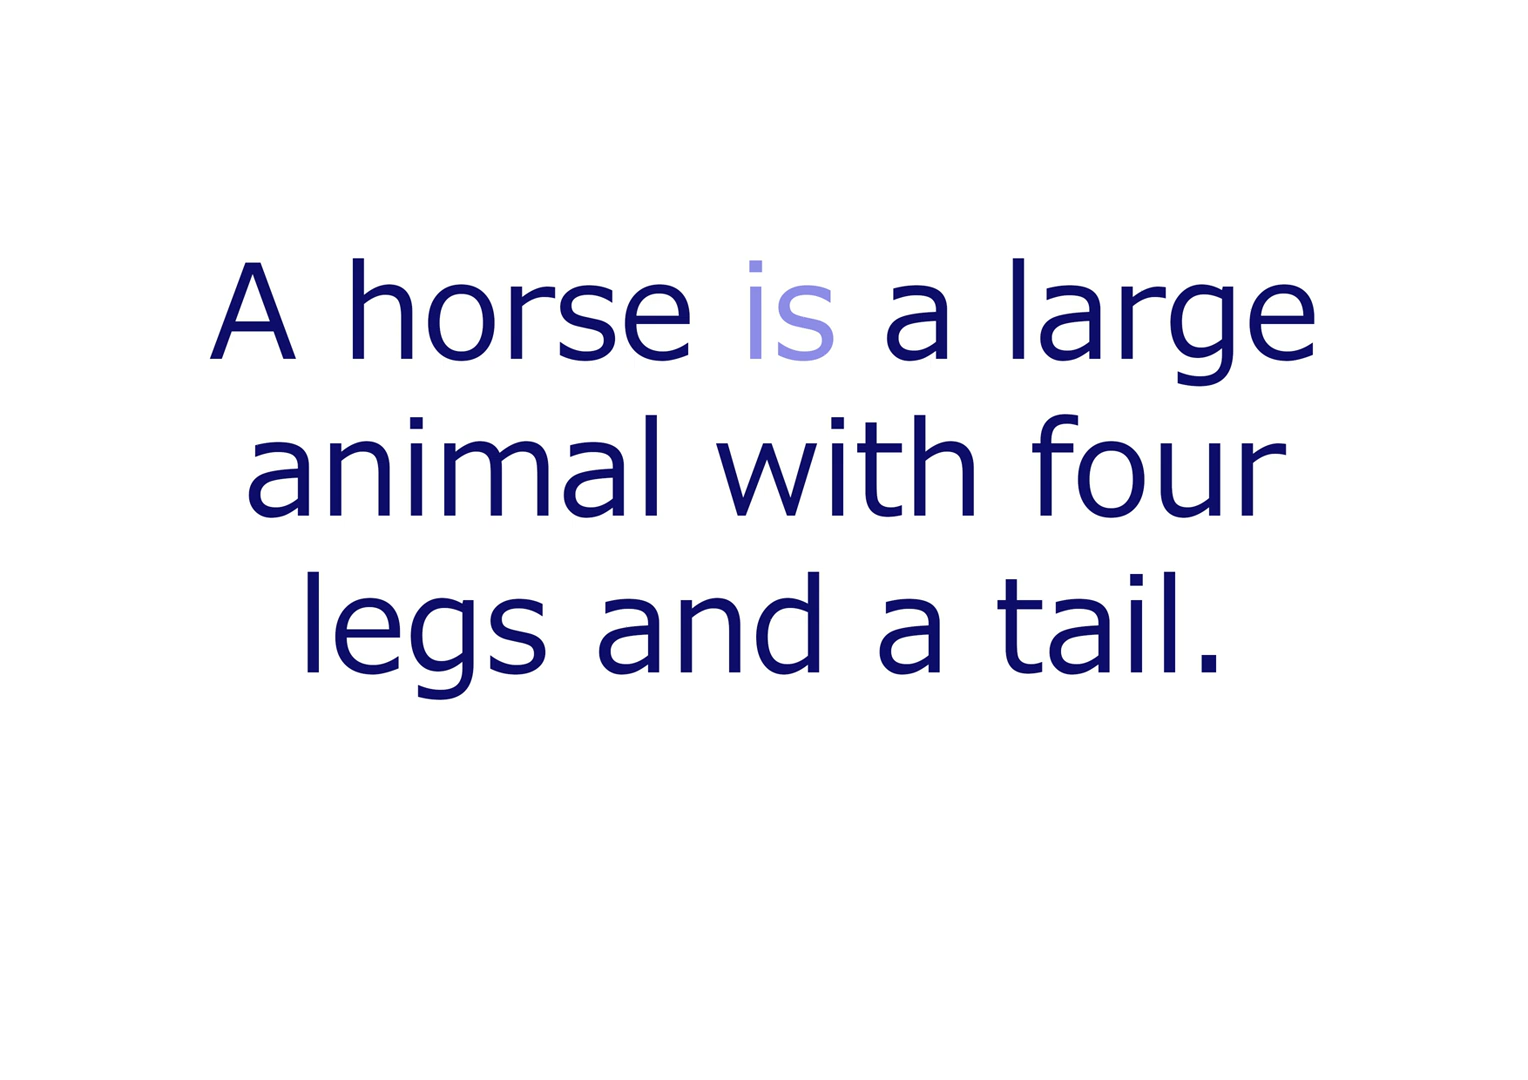 A horse is a large
animal with four
legs and a tail.